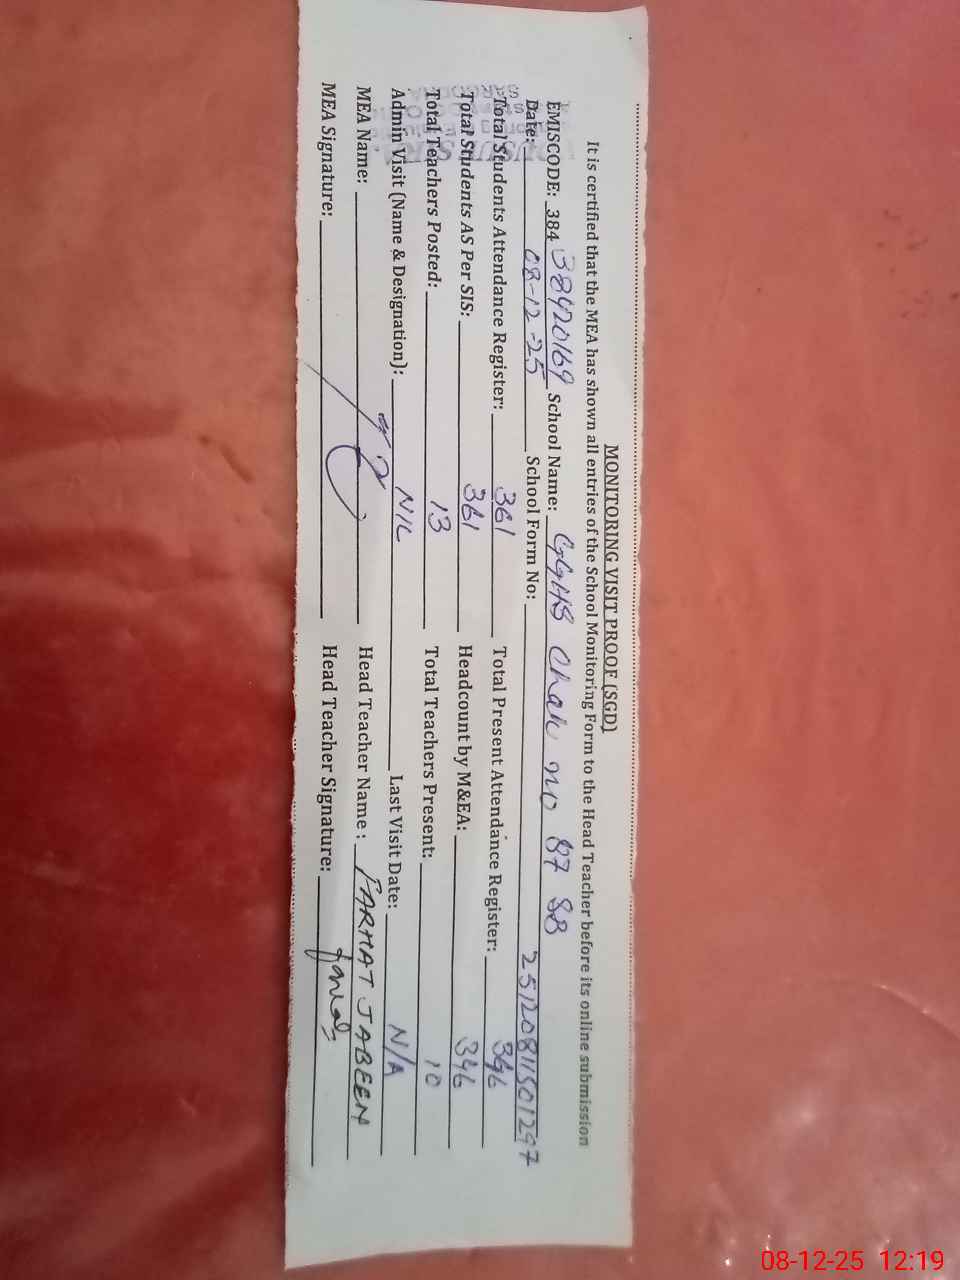 MONITORING VISIT PROOF (SGD)
It is certified that the MEA has shown all entries of the School Monitoring Form to the Head Teacher before its online submission
EMISCODE: 384 38420169 School Name: GGHS Chak no 87 SB
Date: 08-12-25 School Form No: 25120811501297
Total Students Attendance Register: 361 Total Present Attendance Register: 346
Total Students AS Per SIS: 361 Headcount by M&EA: 346
Total Teachers Posted: 13 Total Teachers Present: 10
Admin Visit (Name & Designation): NIL Last Visit Date: N/A
MEA Name: Head Teacher Name : FARHAT JABEEN
MEA Signature: Head Teacher Signature:
08-12-25 12:19